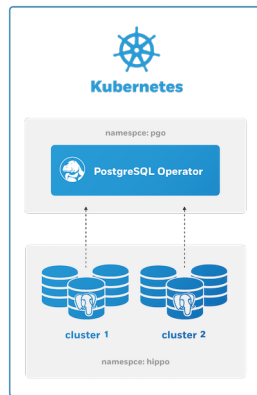 Kubernetes
namespce: pgo
PostgreSQL Operator
cluster 1
cluster 2
namespce: hippo